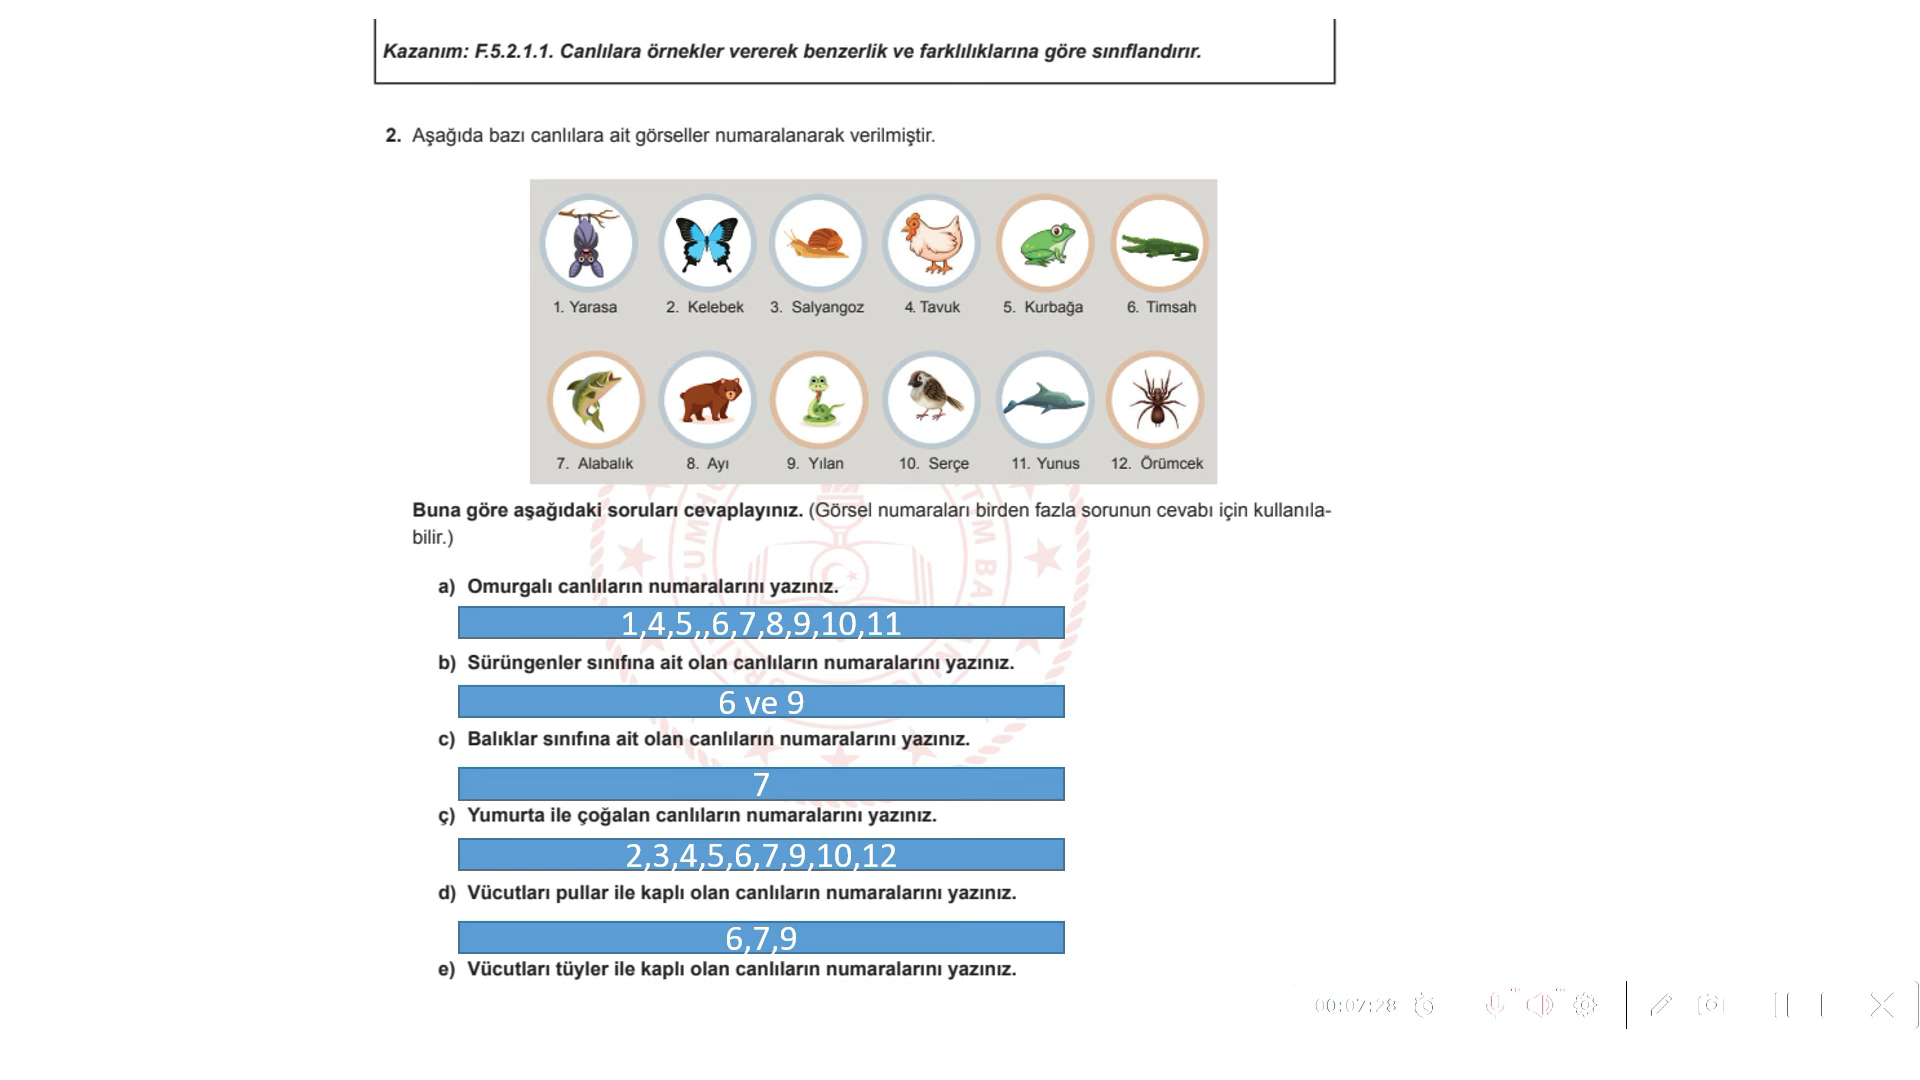 Kazanım: F.5.2.1.1. Canlılara örnekler vererek benzerlik ve farklılıklarına göre sınıflandırır.
2. Aşağıda bazı canlılara ait görseller numaralanarak verilmiştir.
1. Yarasa 2. Kelebek 3. Salyangoz 4. Tavuk 5. Kurbağa 6. Timsah
7. Alabalık 8. Ayı 9. Yılan 10. Serçe 11. Yunus 12. Örümcek
Buna göre aşağıdaki soruları cevaplayınız. (Görsel numaraları birden fazla sorunun cevabı için kullanıla-
bilir.)
a) Omurgalı canlıların numaralarını yazınız.
1,4,5,,6,7,8,9,10,11
b) Sürüngenler sınıfına ait olan canlıların numaralarını yazınız.
6 ve 9
c) Balıklar sınıfına ait olan canlıların numaralarını yazınız.
7
ç) Yumurta ile çoğalan canlıların numaralarını yazınız.
2,3,4,5,6,7,9,10,12
d) Vücutları pullar ile kaplı olan canlıların numaralarını yazınız.
6,7,9
e) Vücutları tüyler ile kaplı olan canlıların numaralarını yazınız.
00:07:28